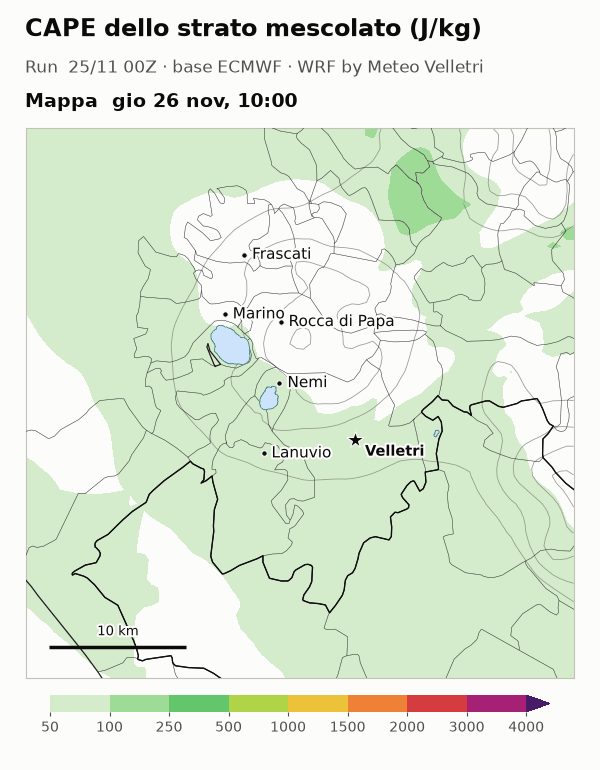 CAPE dello strato mescolato (J/kg)
Run  25/11 00Z · base ECMWF · WRF by Meteo Velletri
Mappa  gio 26 nov, 10:00
Frascati
Marino
Rocca di Papa
Nemi
Velletri
Lanuvio
10 km
50 100 250 500 1000 1500 2000 3000 4000